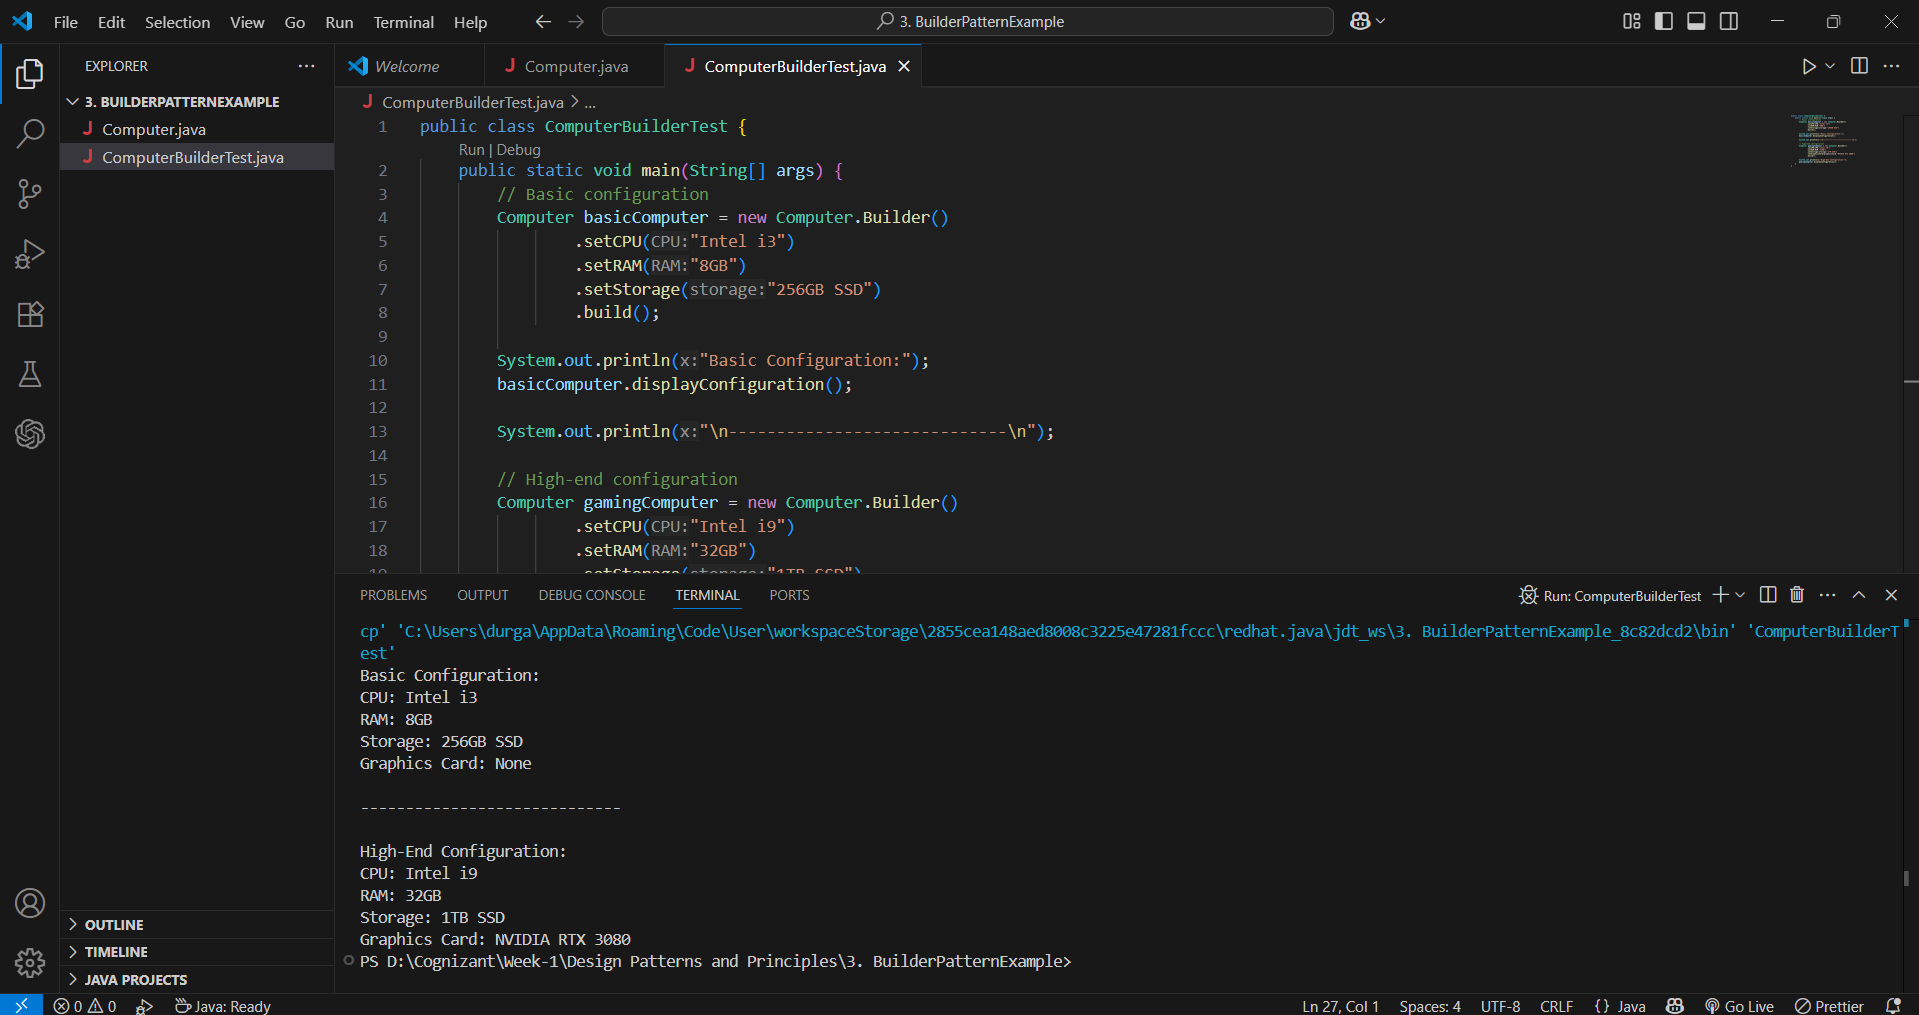 File Edit Selection View Go Run Terminal Help
3. BuilderPatternExample
EXPLORER
3. BUILDERPATTERNEXAMPLE
Computer.java
ComputerBuilderTest.java
OUTLINE
TIMELINE
JAVA PROJECTS
Welcome
Computer.java
ComputerBuilderTest.java
ComputerBuilderTest.java > ...
1 public class ComputerBuilderTest {
Run | Debug
2 public static void main(String[] args) {
3 // Basic configuration
4 Computer basicComputer = new Computer.Builder()
5 .setCPU(CPU:"Intel i3")
6 .setRAM(RAM:"8GB")
7 .setStorage(storage:"256GB SSD")
8 .build();
9
10 System.out.println(x:"Basic Configuration:");
11 basicComputer.displayConfiguration();
12
13 System.out.println(x:"\n-----------------------------\n");
14
15 // High-end configuration
16 Computer gamingComputer = new Computer.Builder()
17 .setCPU(CPU:"Intel i9")
18 .setRAM(RAM:"32GB")
19 .setStorage(storage:"1TB SSD")
PROBLEMS OUTPUT DEBUG CONSOLE TERMINAL PORTS
Run: ComputerBuilderTest
cp' 'C:\Users\durga\AppData\Roaming\Code\User\workspaceStorage\2855cea148aed8008c3225e47281fccc\redhat.java\jdt_ws\3. BuilderPatternExample_8c82dcd2\bin' 'ComputerBuilderT
est'
Basic Configuration:
CPU: Intel i3
RAM: 8GB
Storage: 256GB SSD
Graphics Card: None
-----------------------------
High-End Configuration:
CPU: Intel i9
RAM: 32GB
Storage: 1TB SSD
Graphics Card: NVIDIA RTX 3080
PS D:\Cognizant\Week-1\Design Patterns and Principles\3. BuilderPatternExample>
0 0 Java: Ready
Ln 27, Col 1 Spaces: 4 UTF-8 CRLF {} Java Go Live Prettier